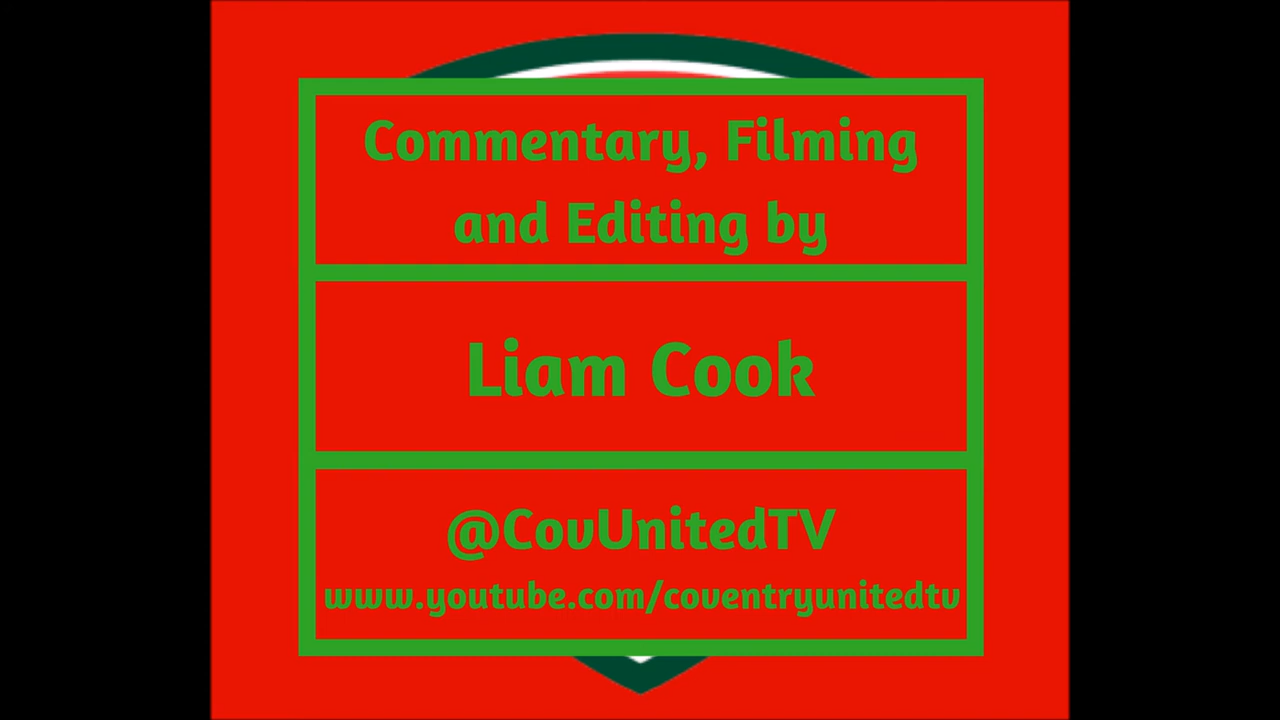 Commentary, Filming
and Editing by
Liam Cook
@CovUnitedTV
www.youtube.com/coventryunitedtv